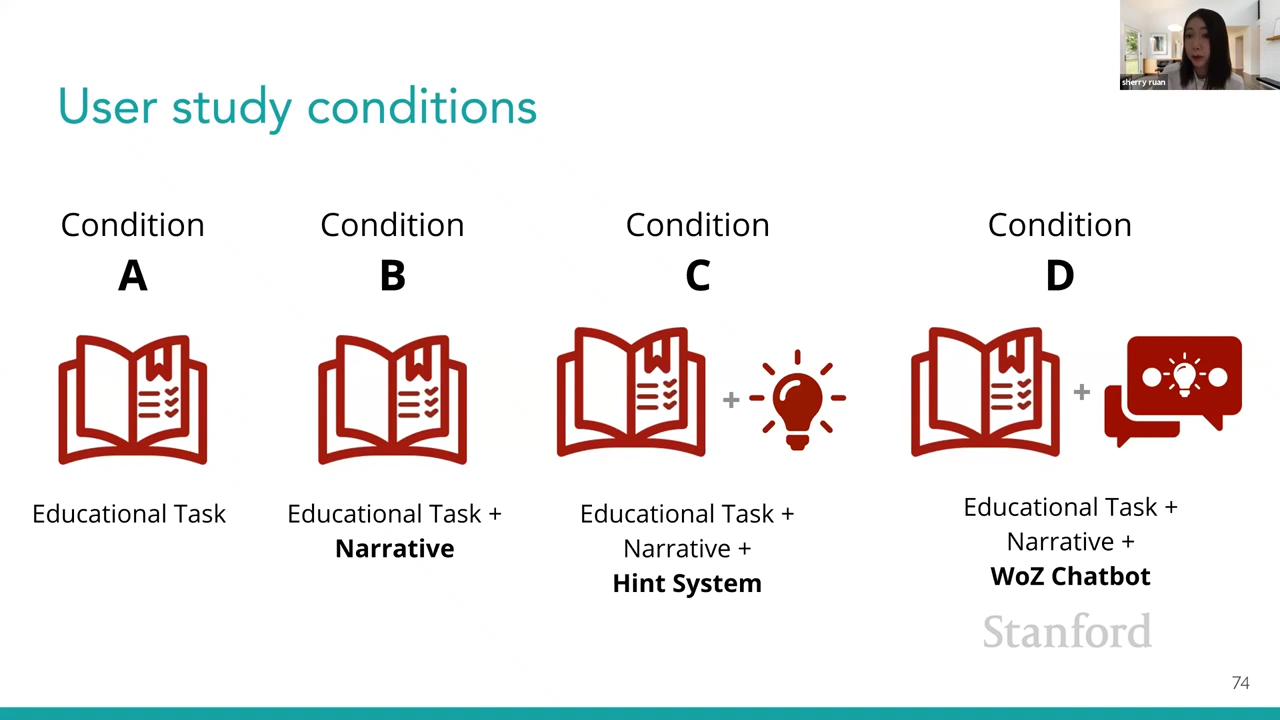 sherry ruan
User study conditions
Condition
A
Educational Task
Condition
B
Educational Task +
Narrative
Condition
C
+
Educational Task +
Narrative +
Hint System
Condition
D
+
Educational Task +
Narrative +
WoZ Chatbot
Stanford
74